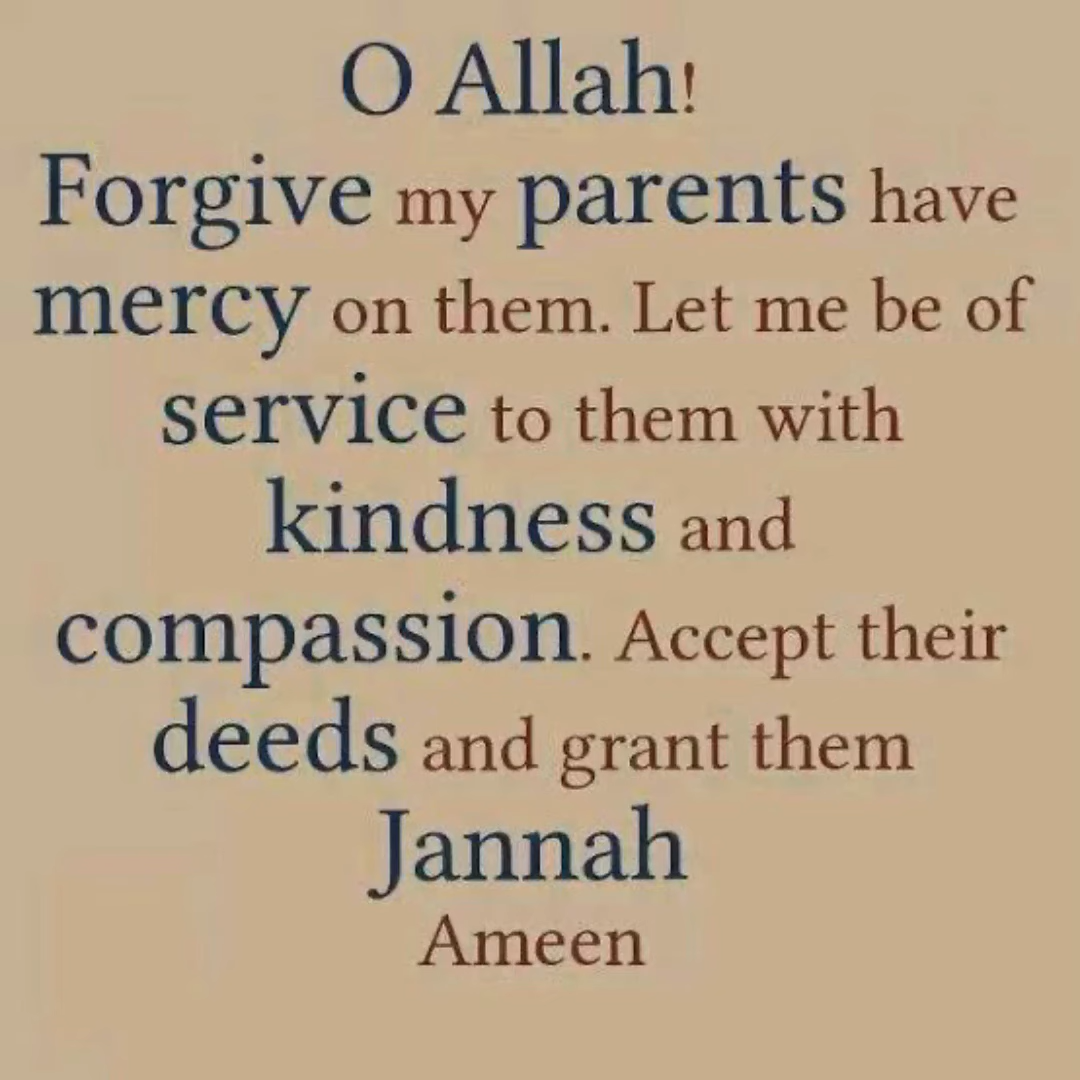 O Allah!
Forgive my parents have
mercy on them. Let me be of
service to them with
kindness and
compassion. Accept their
deeds and grant them
Jannah
Ameen